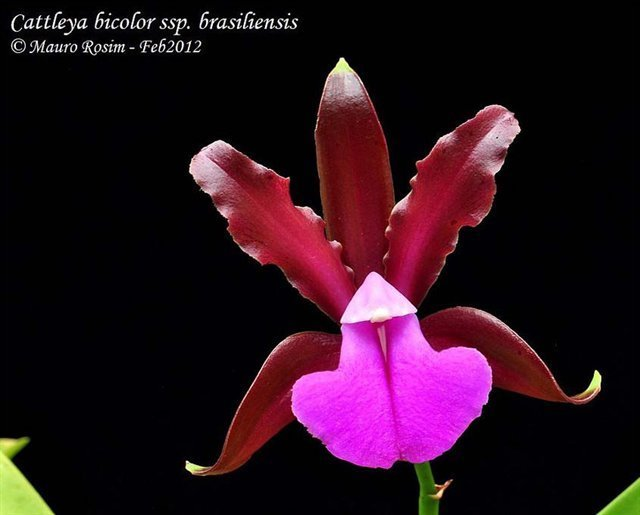 Cattleya bicolor ssp. brasiliensis
© Mauro Rosim - Feb2012